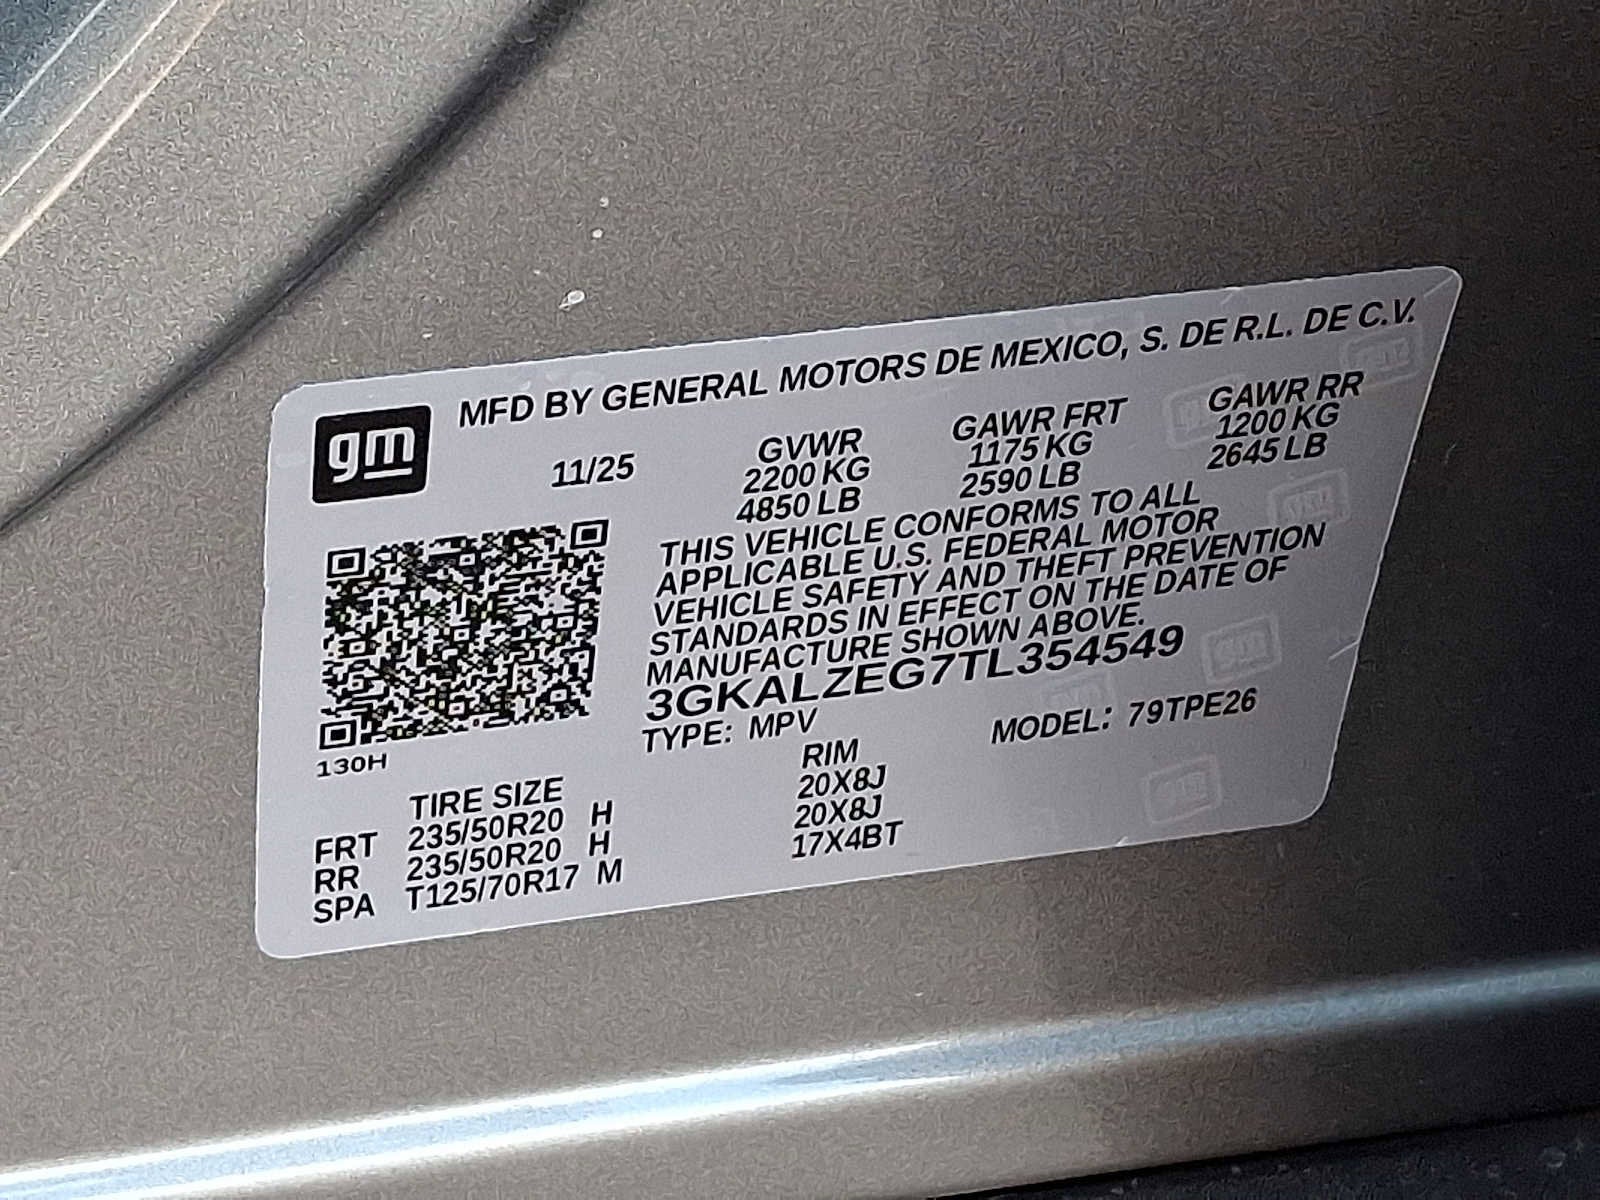 gm
MFD BY GENERAL MOTORS DE MEXICO, S. DE R.L. DE C.V.
11/25
GVWR GAWR FRT GAWR RR
2200 KG 1175 KG 1200 KG
4850 LB 2590 LB 2645 LB
THIS VEHICLE CONFORMS TO ALL
APPLICABLE U.S. FEDERAL MOTOR
VEHICLE SAFETY AND THEFT PREVENTION
STANDARDS IN EFFECT ON THE DATE OF
MANUFACTURE SHOWN ABOVE.
3GKALZEG7TL354549
TYPE: MPV MODEL: 79TPE26
130H
TIRE SIZE RIM
FRT 235/50R20 H 20X8J
RR 235/50R20 H 20X8J
SPA T125/70R17 M 17X4BT